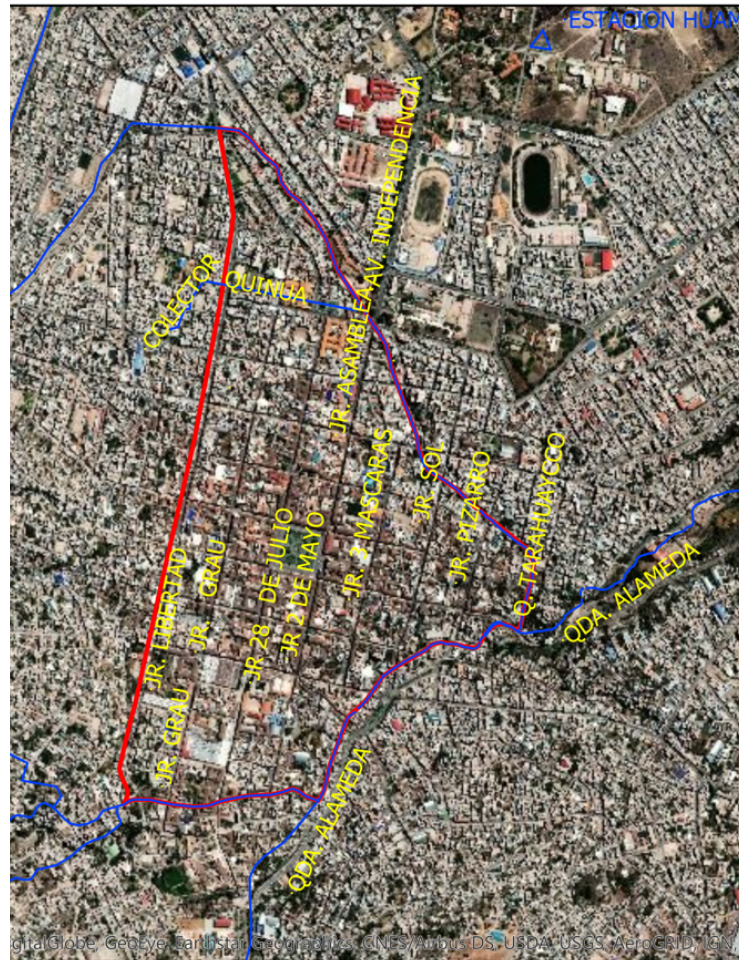 ESTACION HUAM
AV. INDEPENDENCIA
COLECTOR
QUINUA
JR. ASAMBLEA
JR. 3 MASCARAS
JR. SOL
JR. PIZARRO
Q. TARAHUAYCCO
JR. LIBERTAD
JR. GRAU
JR 28 DE JULIO
JR 2 DE MAYO
QDA. ALAMEDA
JR. GRAU
QDA. ALAMEDA
gitalGlobe, GeoEye, Earthstar Geographics, CNES/Airbus DS, USDA, USGS, AeroGRID, IGN,